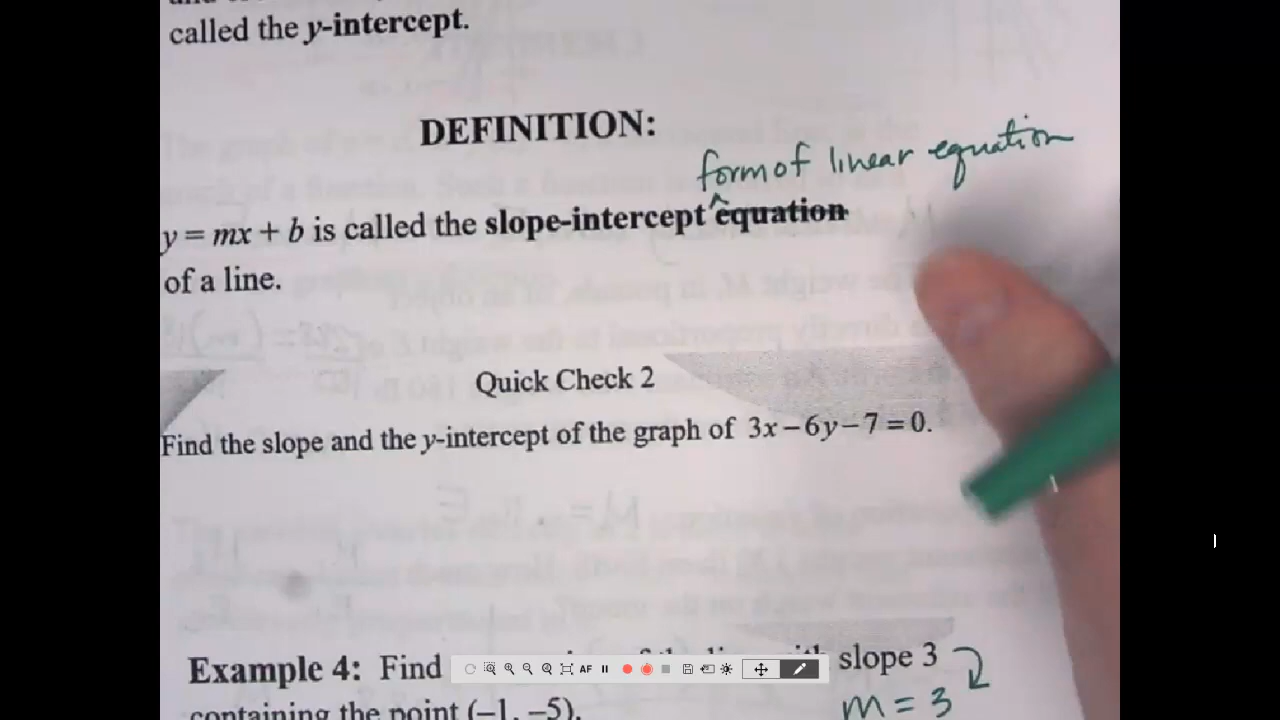 called the y-intercept.
DEFINITION:
form of linear equation
y = mx + b is called the slope-intercept ^ equation
of a line.
Quick Check 2
Find the slope and the y-intercept of the graph of 3x – 6y – 7 = 0.
Example 4: Find slope 3
AF
m = 3
containing the point (–1, –5).